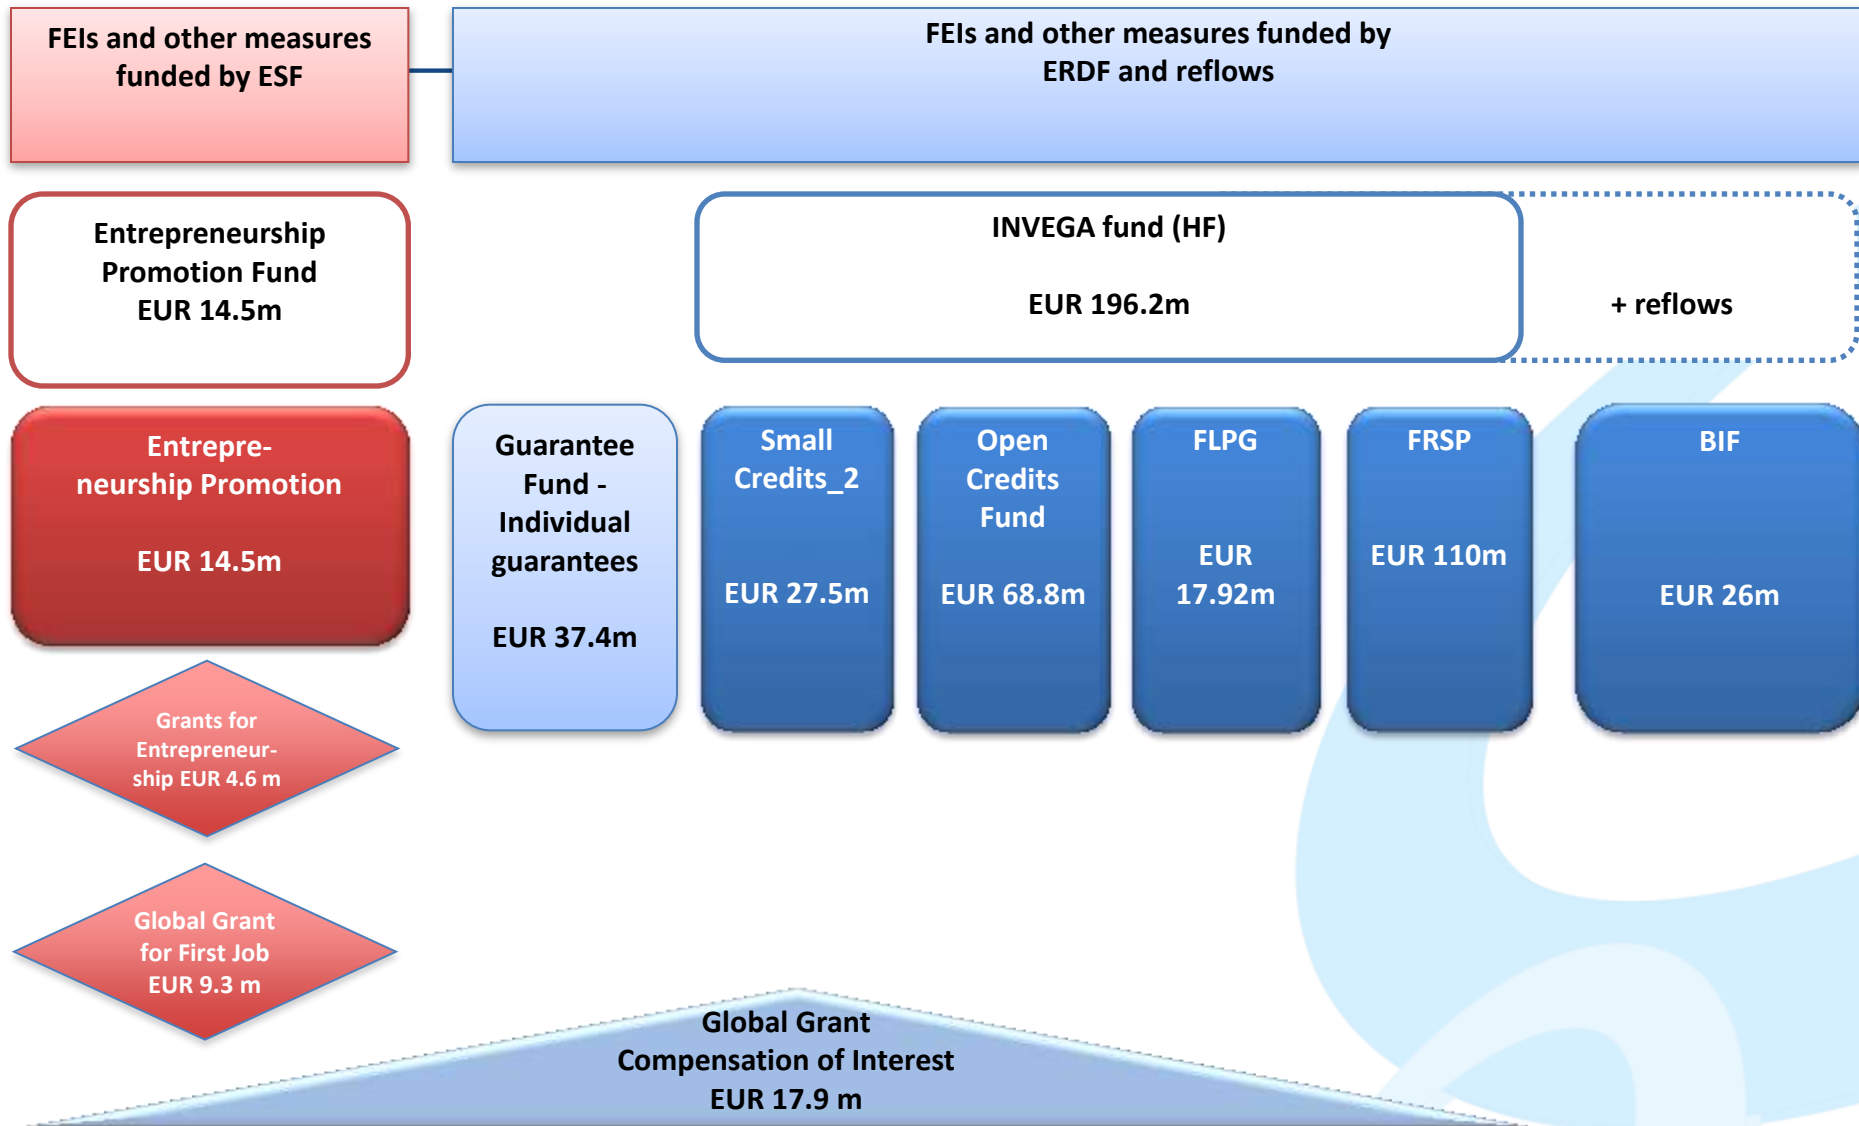 FEIs and other measures
funded by ESF
FEIs and other measures funded by
ERDF and reflows
Entrepreneurship
Promotion Fund
EUR 14.5m
INVEGA fund (HF)
EUR 196.2m
+ reflows
Entrepre-
neurship Promotion
EUR 14.5m
Guarantee
Fund -
Individual
guarantees
EUR 37.4m
Small
Credits_2
EUR 27.5m
Open
Credits
Fund
EUR 68.8m
FLPG
EUR
17.92m
FRSP
EUR 110m
BIF
EUR 26m
Grants for
Entrepreneur-
ship EUR 4.6 m
Global Grant
for First Job
EUR 9.3 m
Global Grant
Compensation of Interest
EUR 17.9 m